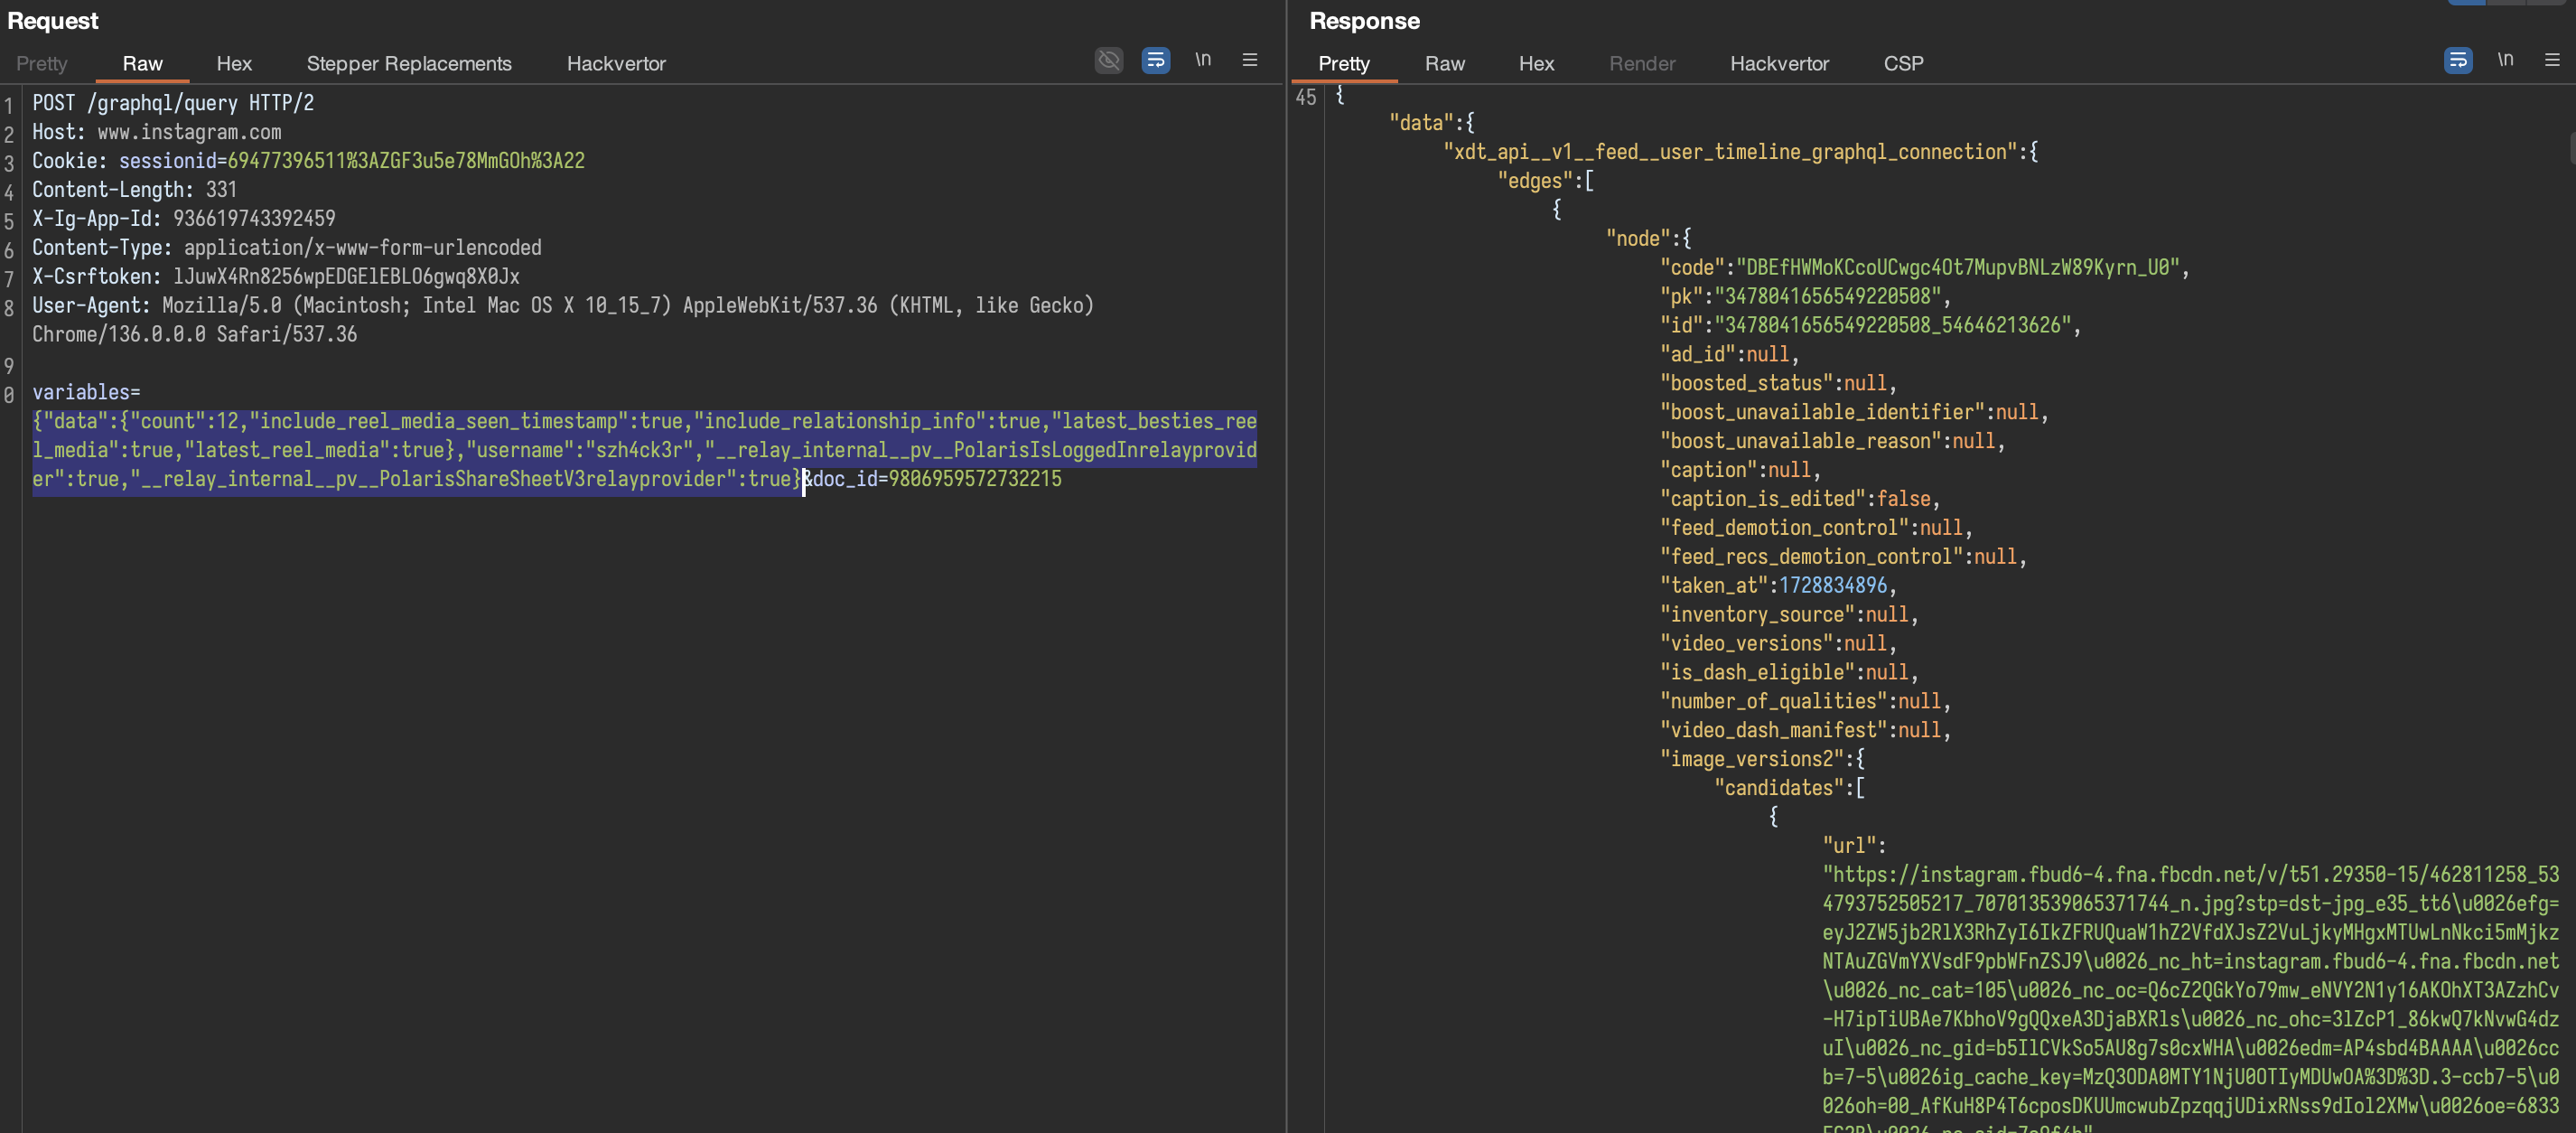 Request
Pretty Raw Hex Stepper Replacements Hackvertor \n
1 POST /graphql/query HTTP/2
2 Host: www.instagram.com
3 Cookie: sessionid=69477396511%3AZGF3u5e78MmGOh%3A22
4 Content-Length: 331
5 X-Ig-App-Id: 936619743392459
6 Content-Type: application/x-www-form-urlencoded
7 X-Csrftoken: lJuwX4Rn8256wpEDGElEBLO6gwq8X0Jx
8 User-Agent: Mozilla/5.0 (Macintosh; Intel Mac OS X 10_15_7) AppleWebKit/537.36 (KHTML, like Gecko)
Chrome/136.0.0.0 Safari/537.36
9
0 variables=
{"data":{"count":12,"include_reel_media_seen_timestamp":true,"include_relationship_info":true,"latest_besties_ree
l_media":true,"latest_reel_media":true},"username":"szh4ck3r","__relay_internal__pv__PolarisIsLoggedInrelayprovid
er":true,"__relay_internal__pv__PolarisShareSheetV3relayprovider":true}&doc_id=9806959572732215
Response
Pretty Raw Hex Render Hackvertor CSP \n
45 {
"data":{
"xdt_api__v1__feed__user_timeline_graphql_connection":{
"edges":[
{
"node":{
"code":"DBEfHWMoKCcoUCwgc4Ot7MupvBNLzW89Kyrn_U0",
"pk":"3478041656549220508",
"id":"3478041656549220508_54646213626",
"ad_id":null,
"boosted_status":null,
"boost_unavailable_identifier":null,
"boost_unavailable_reason":null,
"caption":null,
"caption_is_edited":false,
"feed_demotion_control":null,
"feed_recs_demotion_control":null,
"taken_at":1728834896,
"inventory_source":null,
"video_versions":null,
"is_dash_eligible":null,
"number_of_qualities":null,
"video_dash_manifest":null,
"image_versions2":{
"candidates":[
{
"url":
"https://instagram.fbud6-4.fna.fbcdn.net/v/t51.29350-15/462811258_53
4793752505217_707013539065371744_n.jpg?stp=dst-jpg_e35_tt6\u0026efg=
eyJ2ZW5jb2RlX3RhZyI6IkZFRUQuaW1hZ2VfdXJsZ2VuLjkyMHgxMTUwLnNkci5mMjkz
NTAuZGVmYXVsdF9pbWFnZSJ9\u0026_nc_ht=instagram.fbud6-4.fna.fbcdn.net
\u0026_nc_cat=105\u0026_nc_oc=Q6cZ2QGkYo79mw_eNVY2N1y16AKOhXT3AZzhCv
-H7ipTiUBAe7KbhoV9gQQxeA3DjaBXRls\u0026_nc_ohc=3lZcP1_86kwQ7kNvwG4dz
uI\u0026_nc_gid=b5IlCVkSo5AU8g7s0cxWHA\u0026edm=AP4sbd4BAAAA\u0026cc
b=7-5\u0026ig_cache_key=MzQ3ODA0MTY1NjU0OTIyMDUwOA%3D%3D.3-ccb7-5\u0
026oh=00_AfKuH8P4T6cposDKUUmcwubZpzqqjUDixRNss9dIol2XMw\u0026oe=6833